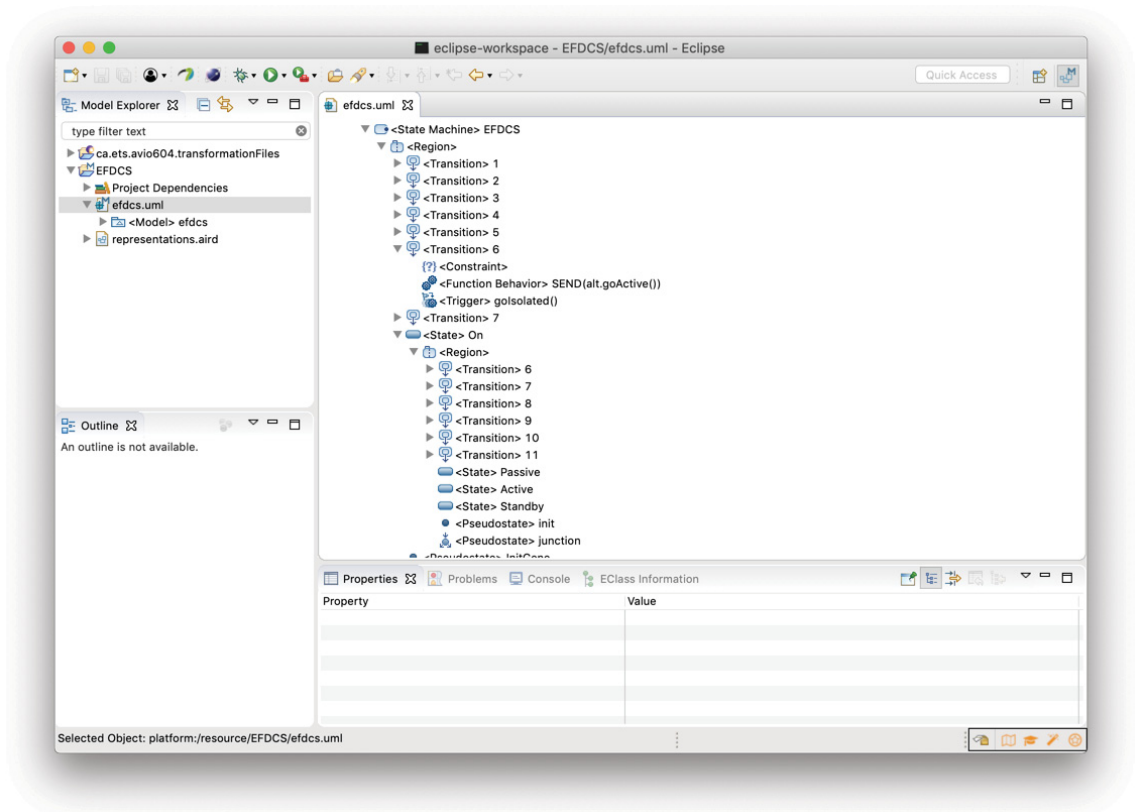 eclipse-workspace - EFDCS/efdcs.uml - Eclipse
Quick Access
Model Explorer
type filter text
ca.ets.avio604.transformationFiles
EFDCS
Project Dependencies
efdcs.uml
<Model> efdcs
representations.aird
Outline
An outline is not available.
efdcs.uml
<State Machine> EFDCS
<Region>
<Transition> 1
<Transition> 2
<Transition> 3
<Transition> 4
<Transition> 5
<Transition> 6
<Constraint>
<Function Behavior> SEND(alt.goActive())
<Trigger> goIsolated()
<Transition> 7
<State> On
<Region>
<Transition> 6
<Transition> 7
<Transition> 8
<Transition> 9
<Transition> 10
<Transition> 11
<State> Passive
<State> Active
<State> Standby
<Pseudostate> init
<Pseudostate> junction
<Pseudostate> InitCone
Properties Problems Console EClass Information
Property Value
Selected Object: platform:/resource/EFDCS/efdcs.uml